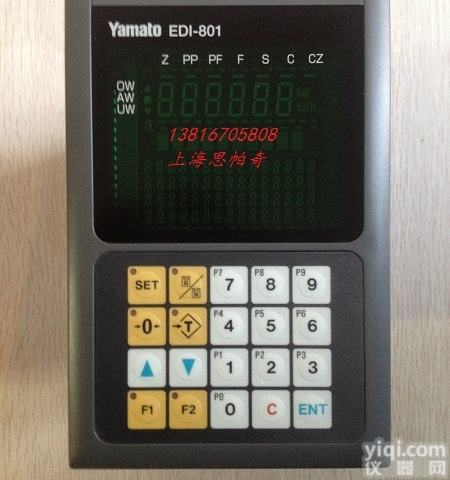 Yamato EDI-801
Z PP PF F S C CZ
OW
AW
UW
13816705808
上海思帕奇
SET G/N P7 7 P8 8 P9 9
→0← →T P4 4 P5 5 P6 6
P1 1 P2 2 P3 3
F1 F2 P0 0 C ENT
yiqi.com
仪器网